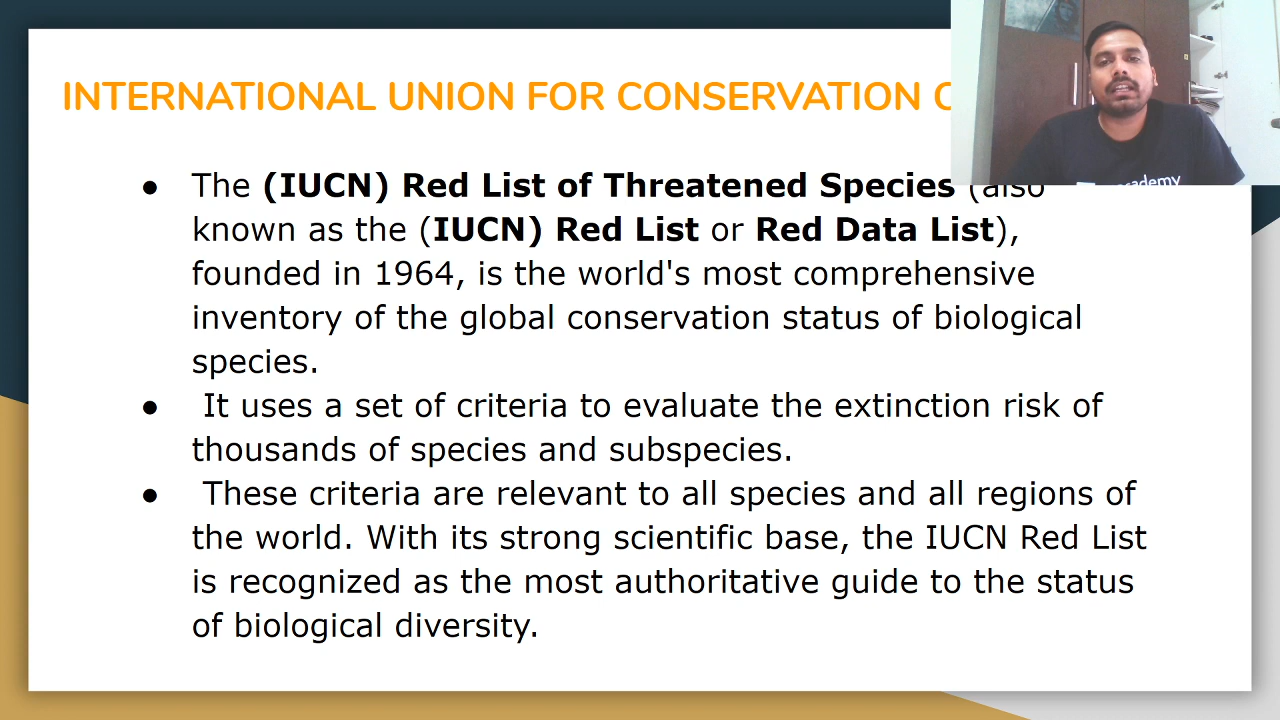 INTERNATIONAL UNION FOR CONSERVATION
● The (IUCN) Red List of Threatened Species (also
known as the (IUCN) Red List or Red Data List),
founded in 1964, is the world's most comprehensive
inventory of the global conservation status of biological
species.
● It uses a set of criteria to evaluate the extinction risk of
thousands of species and subspecies.
● These criteria are relevant to all species and all regions of
the world. With its strong scientific base, the IUCN Red List
is recognized as the most authoritative guide to the status
of biological diversity.